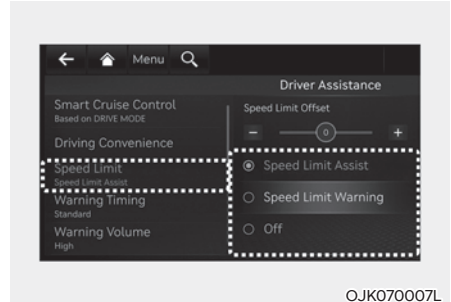 Menu
Driver Assistance
Smart Cruise Control
Based on DRIVE MODE
Driving Convenience
Speed Limit
Speed Limit Assist
Warning Timing
Standard
Warning Volume
High
Speed Limit Offset
- 0 +
Speed Limit Assist
Speed Limit Warning
Off
OJK070007L